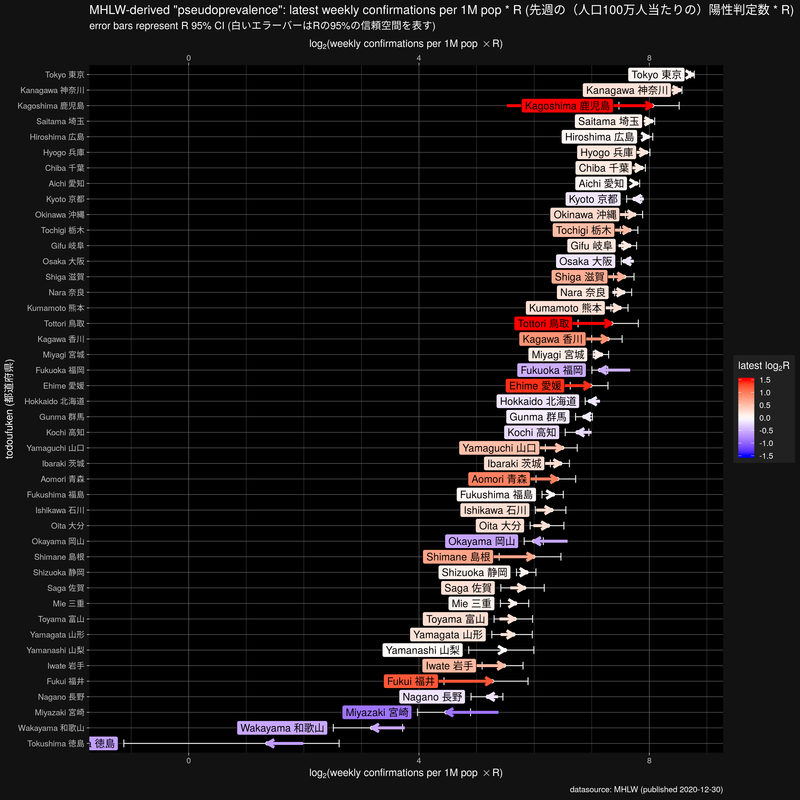 MHLW-derived "pseudoprevalence": latest weekly confirmations per 1M pop * R (先週の（人口100万人当たりの）陽性判定数 * R)
error bars represent R 95% CI (白いエラーバーはRの95%の信頼空間を表す)
log₂(weekly confirmations per 1M pop × R)
0 4 8
Tokyo 東京 Tokyo 東京
Kanagawa 神奈川 Kanagawa 神奈川
Kagoshima 鹿児島 Kagoshima 鹿児島
Saitama 埼玉 Saitama 埼玉
Hiroshima 広島 Hiroshima 広島
Hyogo 兵庫 Hyogo 兵庫
Chiba 千葉 Chiba 千葉
Aichi 愛知 Aichi 愛知
Kyoto 京都 Kyoto 京都
Okinawa 沖縄 Okinawa 沖縄
Tochigi 栃木 Tochigi 栃木
Gifu 岐阜 Gifu 岐阜
Osaka 大阪 Osaka 大阪
Shiga 滋賀 Shiga 滋賀
Nara 奈良 Nara 奈良
Kumamoto 熊本 Kumamoto 熊本
Tottori 鳥取 Tottori 鳥取
Kagawa 香川 Kagawa 香川
Miyagi 宮城 Miyagi 宮城
Fukuoka 福岡 Fukuoka 福岡
Ehime 愛媛 Ehime 愛媛
Hokkaido 北海道 Hokkaido 北海道
Gunma 群馬 Gunma 群馬
Kochi 高知 Kochi 高知
Yamaguchi 山口 Yamaguchi 山口
Ibaraki 茨城 Ibaraki 茨城
Aomori 青森 Aomori 青森
Fukushima 福島 Fukushima 福島
Ishikawa 石川 Ishikawa 石川
Oita 大分 Oita 大分
Okayama 岡山 Okayama 岡山
Shimane 島根 Shimane 島根
Shizuoka 静岡 Shizuoka 静岡
Saga 佐賀 Saga 佐賀
Mie 三重 Mie 三重
Toyama 富山 Toyama 富山
Yamagata 山形 Yamagata 山形
Yamanashi 山梨 Yamanashi 山梨
Iwate 岩手 Iwate 岩手
Fukui 福井 Fukui 福井
Nagano 長野 Nagano 長野
Miyazaki 宮崎 Miyazaki 宮崎
Wakayama 和歌山 Wakayama 和歌山
Tokushima 徳島 徳島
0 4 8
log₂(weekly confirmations per 1M pop × R)
todoufuken (都道府県)
latest log₂R
1.5
1.0
0.5
0.0
-0.5
-1.0
-1.5
datasource: MHLW (published 2020-12-30)